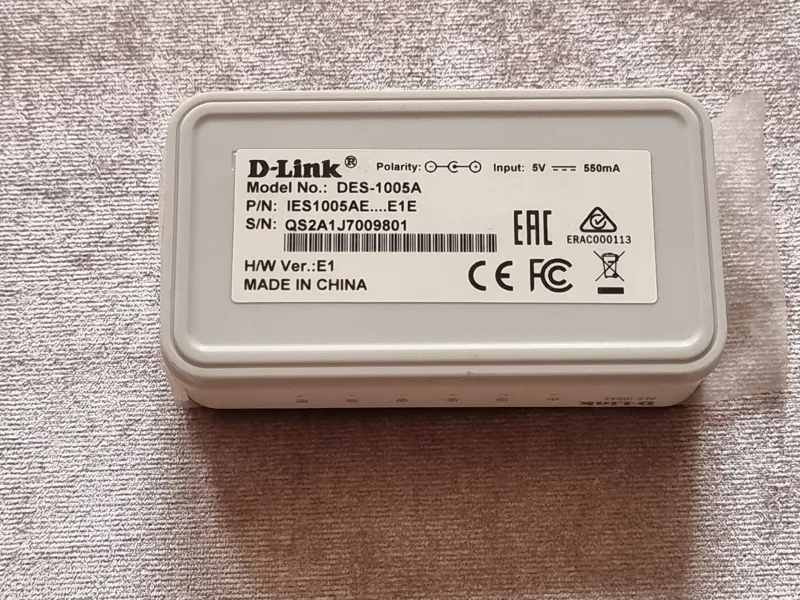 D-Link®
Polarity:
Input: 5V 550mA
Model No.: DES-1005A
P/N: IES1005AE....E1E
S/N: QS2A1J7009801
EAC
ERAC000113
H/W Ver.:E1
MADE IN CHINA
CE FC
D-Link